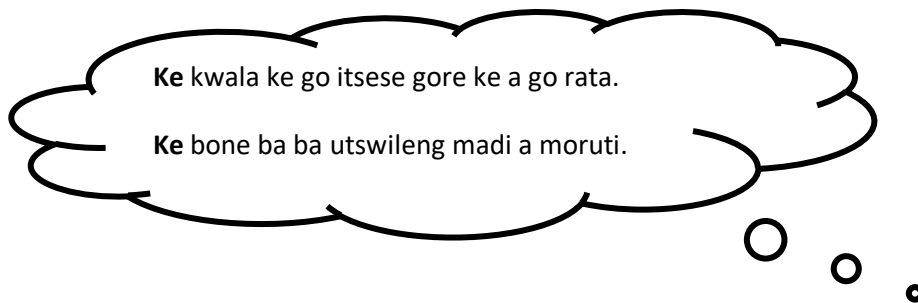 Ke kwala ke go itsese gore ke a go rata.
Ke bone ba ba utswileng madi a moruti.